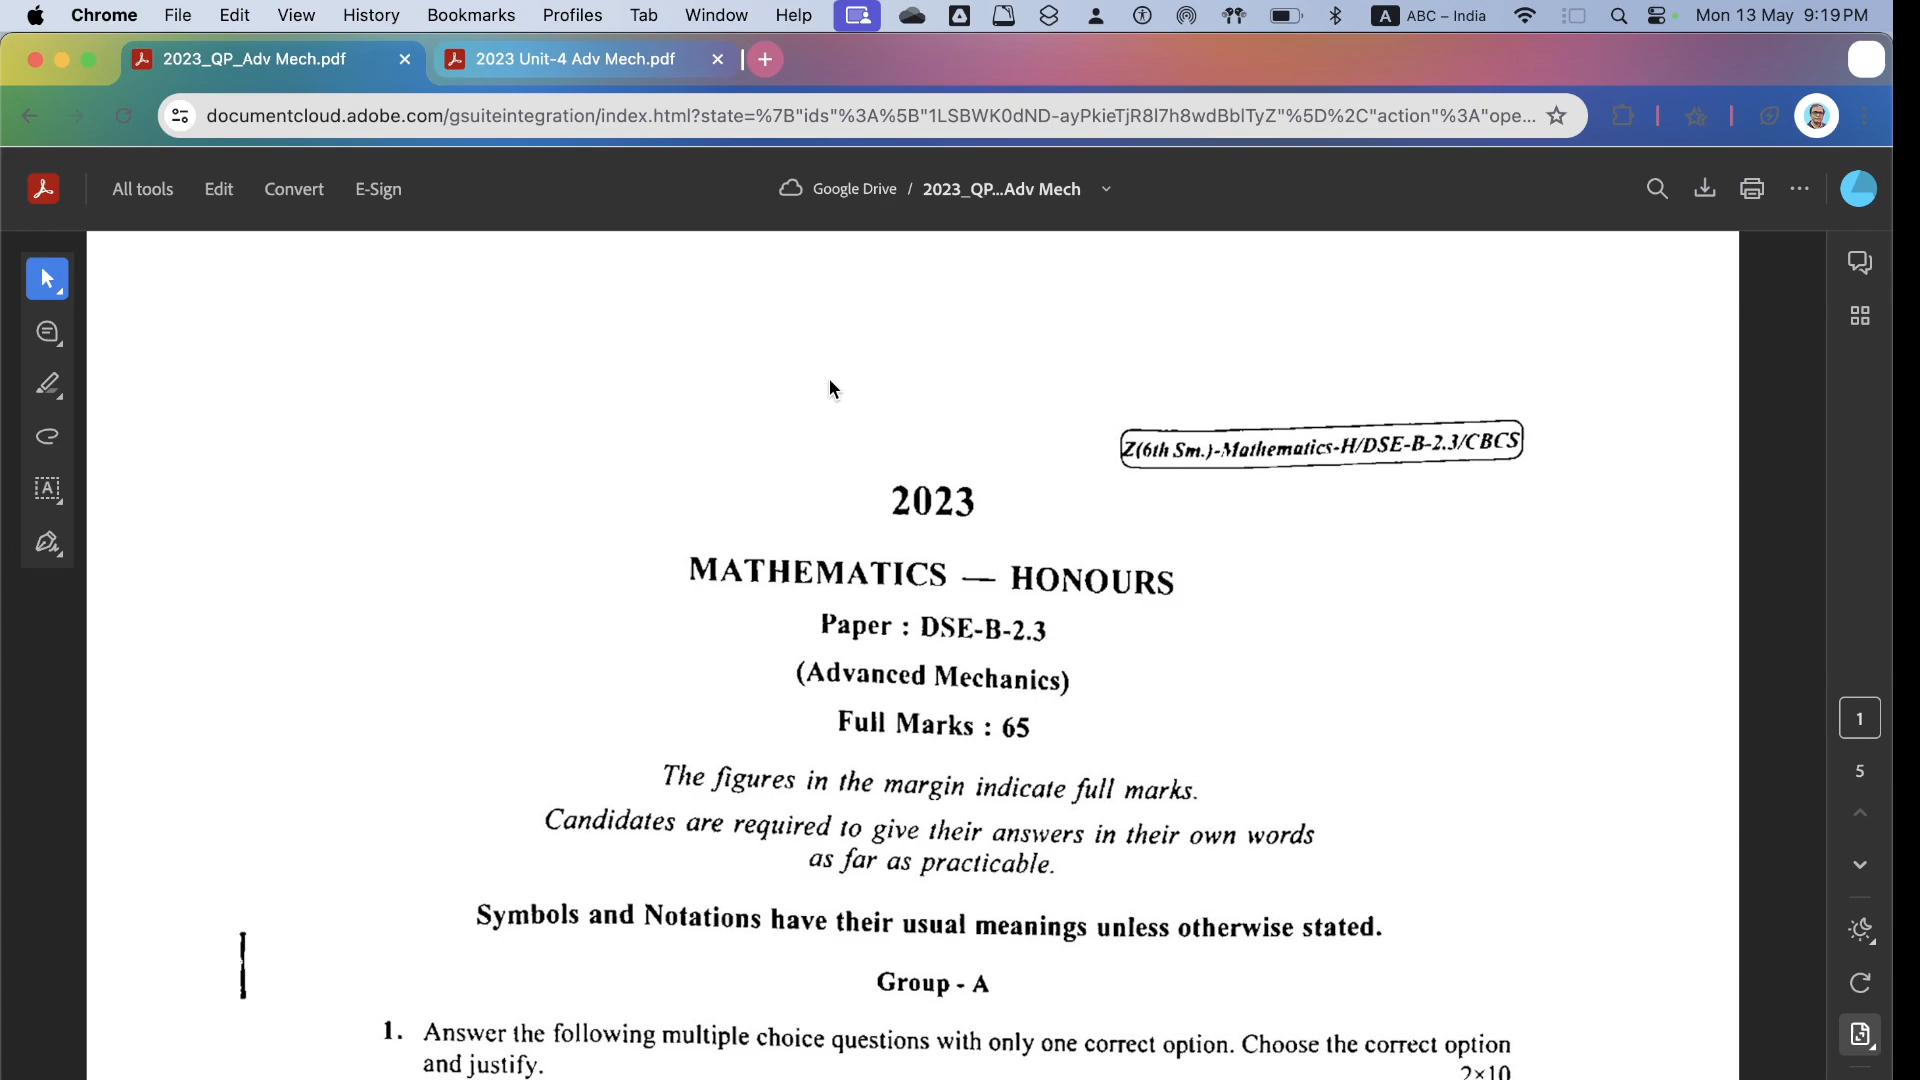 Chrome File Edit View History Bookmarks Profiles Tab Window Help A ABC – India Mon 13 May 9:19 PM
2023_QP_Adv Mech.pdf 2023 Unit-4 Adv Mech.pdf
documentcloud.adobe.com/gsuiteintegration/index.html?state=%7B"ids"%3A%5B"1LSBWK0dND-ayPkieTjR8I7h8wdBblTyZ"%5D%2C"action"%3A"ope...
All tools Edit Convert E-Sign Google Drive / 2023_QP...Adv Mech
Z(6th Sm.)-Mathematics-H/DSE-B-2.3/CBCS
2023
MATHEMATICS — HONOURS
Paper : DSE-B-2.3
(Advanced Mechanics)
Full Marks : 65
The figures in the margin indicate full marks.
Candidates are required to give their answers in their own words
as far as practicable.
Symbols and Notations have their usual meanings unless otherwise stated.
Group - A
1. Answer the following multiple choice questions with only one correct option. Choose the correct option
and justify. 2×10
1
5